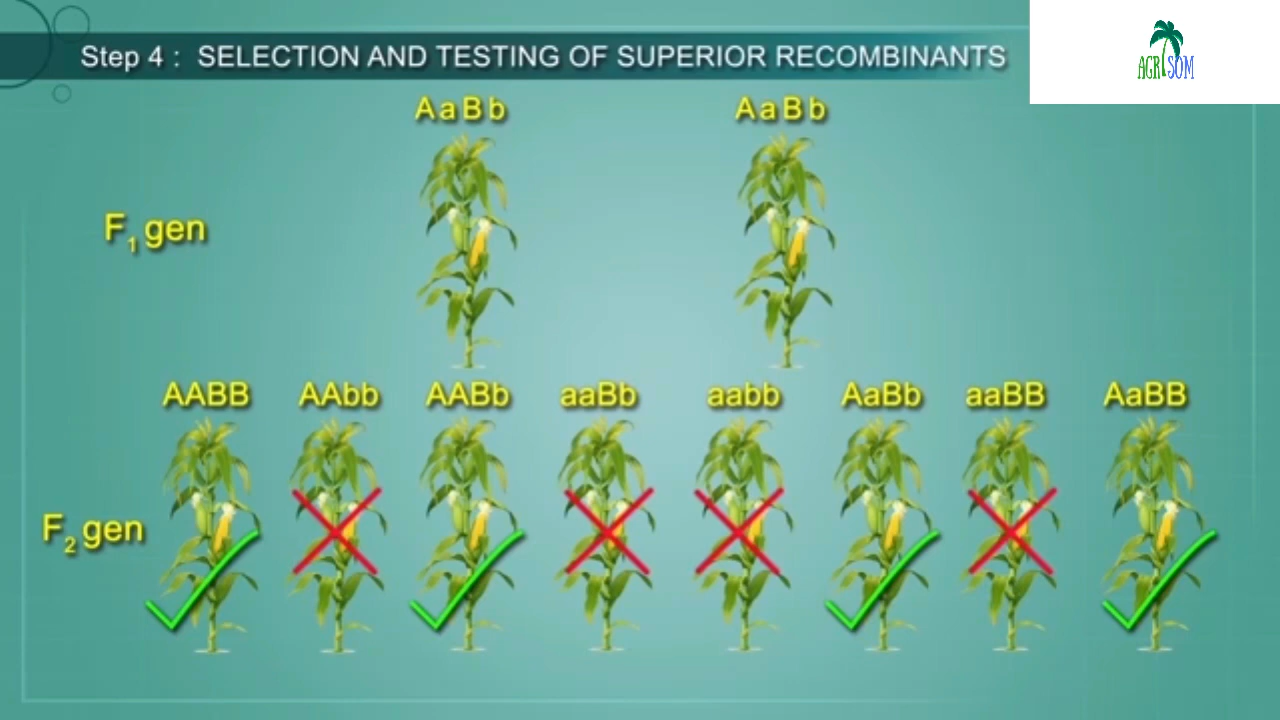 Step 4 : SELECTION AND TESTING OF SUPERIOR RECOMBINANTS
AGRISOM
AaBb AaBb
F1 gen
AABB AAbb AABb aaBb aabb AaBb aaBB AaBB
F2 gen